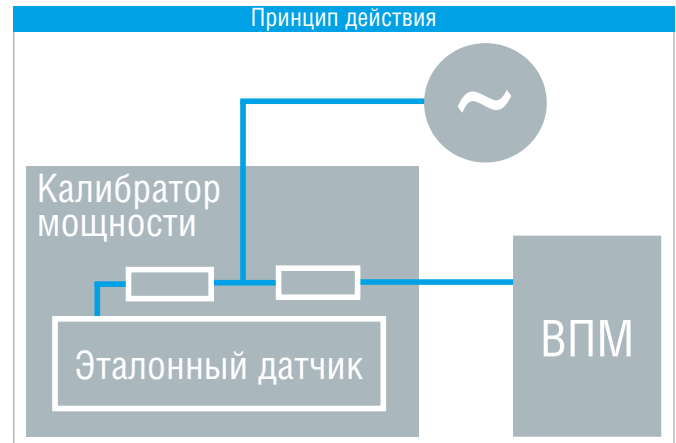 Принцип действия
~
Калибратор
мощности
Эталонный датчик
ВПМ